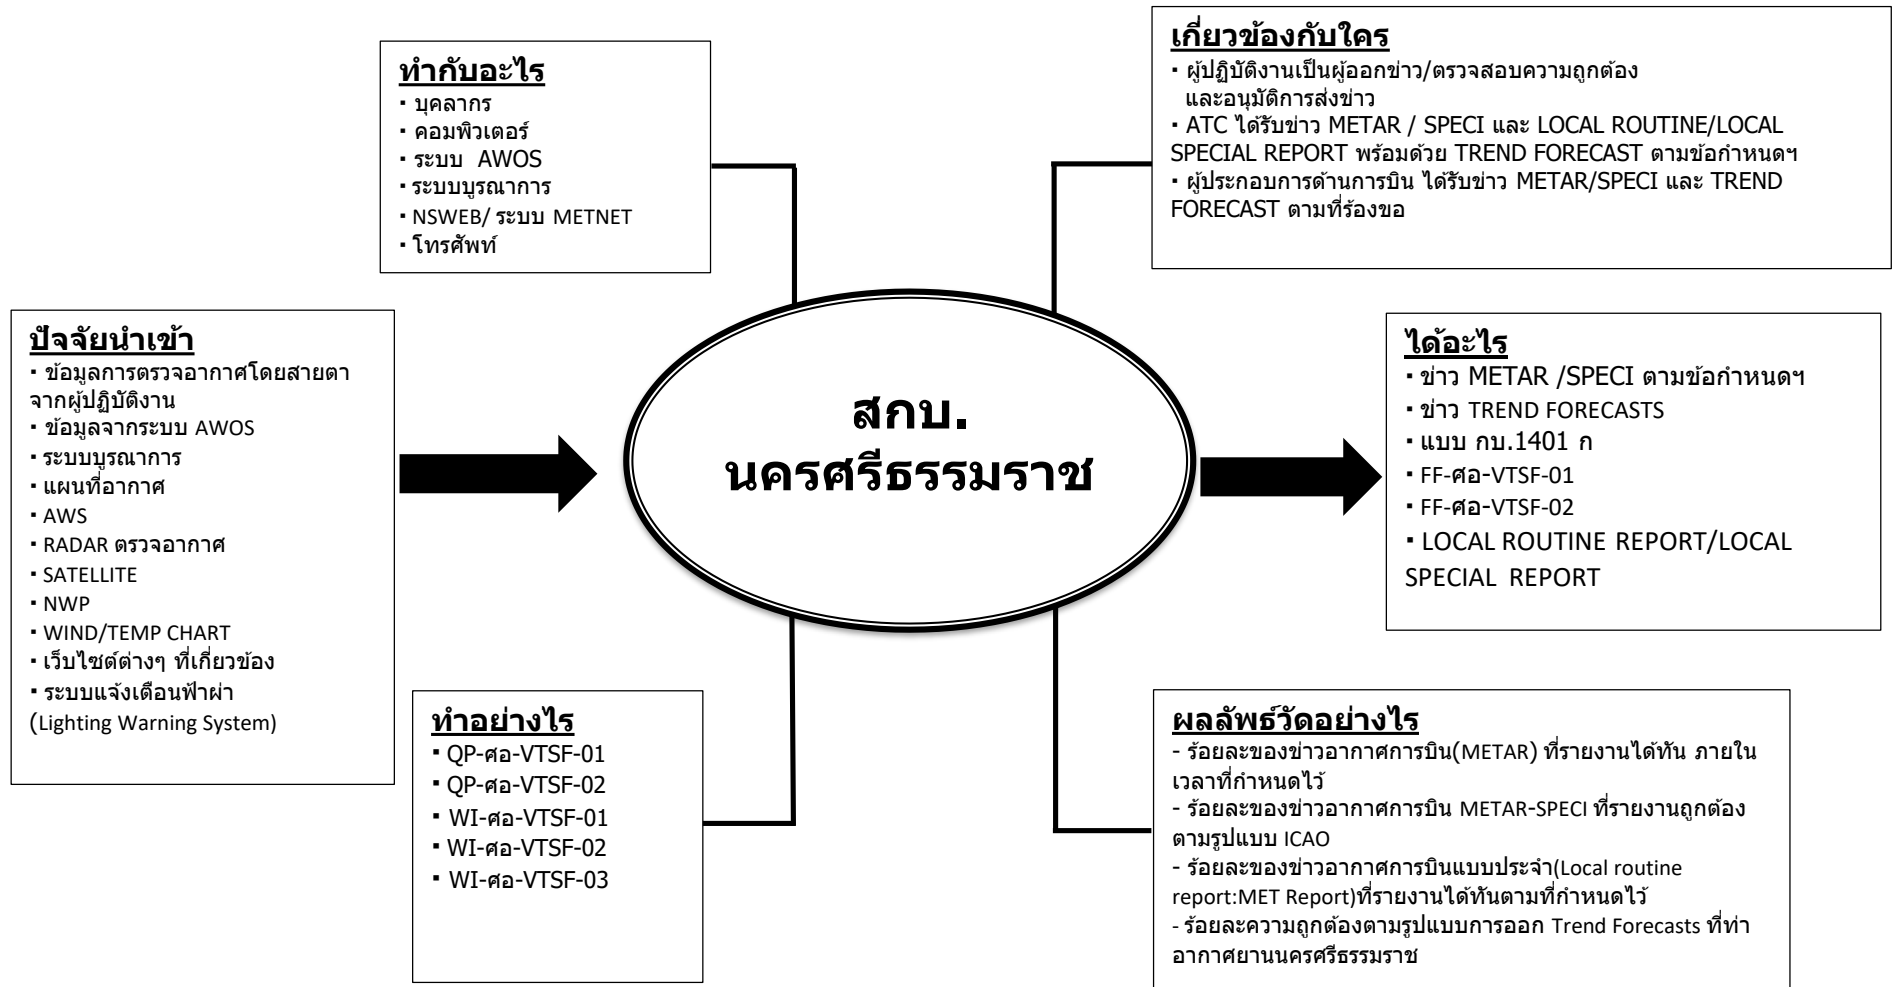 ทำกับอะไร
▪ บุคลากร
▪ คอมพิวเตอร์
▪ ระบบ AWOS
▪ ระบบบูรณาการ
▪ NSWEB/ ระบบ METNET
▪ โทรศัพท์
เกี่ยวข้องกับใคร
▪ ผู้ปฏิบัติงานเป็นผู้ออกข่าว/ตรวจสอบความถูกต้อง
และอนุมัติการส่งข่าว
▪ ATC ได้รับข่าว METAR / SPECI และ LOCAL ROUTINE/LOCAL
SPECIAL REPORT พร้อมด้วย TREND FORECAST ตามข้อกำหนดฯ
▪ ผู้ประกอบการด้านการบิน ได้รับข่าว METAR/SPECI และ TREND
FORECAST ตามที่ร้องขอ
ปัจจัยนำเข้า
▪ ข้อมูลการตรวจอากาศโดยสายตา
จากผู้ปฏิบัติงาน
▪ ข้อมูลจากระบบ AWOS
▪ ระบบบูรณาการ
▪ แผนที่อากาศ
▪ AWS
▪ RADAR ตรวจอากาศ
▪ SATELLITE
▪ NWP
▪ WIND/TEMP CHART
▪ เว็บไซต์ต่างๆ ที่เกี่ยวข้อง
▪ ระบบแจ้งเตือนฟ้าผ่า
(Lighting Warning System)
สกบ.
นครศรีธรรมราช
ได้อะไร
▪ ข่าว METAR /SPECI ตามข้อกำหนดฯ
▪ ข่าว TREND FORECASTS
▪ แบบ กบ.1401 ก
▪ FF-ศอ-VTSF-01
▪ FF-ศอ-VTSF-02
▪ LOCAL ROUTINE REPORT/LOCAL
SPECIAL REPORT
ทำอย่างไร
▪ QP-ศอ-VTSF-01
▪ QP-ศอ-VTSF-02
▪ WI-ศอ-VTSF-01
▪ WI-ศอ-VTSF-02
▪ WI-ศอ-VTSF-03
ผลลัพธ์วัดอย่างไร
- ร้อยละของข่าวอากาศการบิน(METAR) ที่รายงานได้ทัน ภายใน
เวลาที่กำหนดไว้
- ร้อยละของข่าวอากาศการบิน METAR-SPECI ที่รายงานถูกต้อง
ตามรูปแบบ ICAO
- ร้อยละของข่าวอากาศการบินแบบประจำ(Local routine
report:MET Report)ที่รายงานได้ทันตามที่กำหนดไว้
- ร้อยละความถูกต้องตามรูปแบบการออก Trend Forecasts ที่ท่า
อากาศยานนครศรีธรรมราช